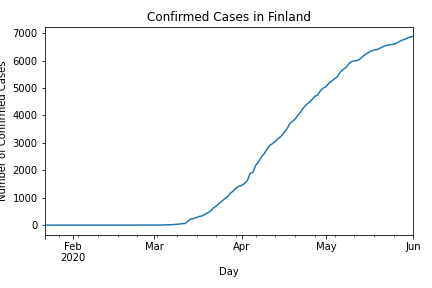 Confirmed Cases in Finland
Number of Confirmed Cases
7000
6000
5000
4000
3000
2000
1000
0
Feb
2020
Mar
Apr
May
Jun
Day